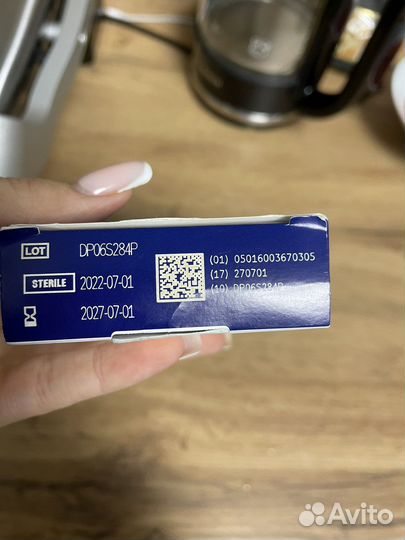 LOT DP06S284P
STERILE 2022-07-01
2027-07-01
(01) 05016003670305
(17) 270701
(10) DP06S284P
Avito